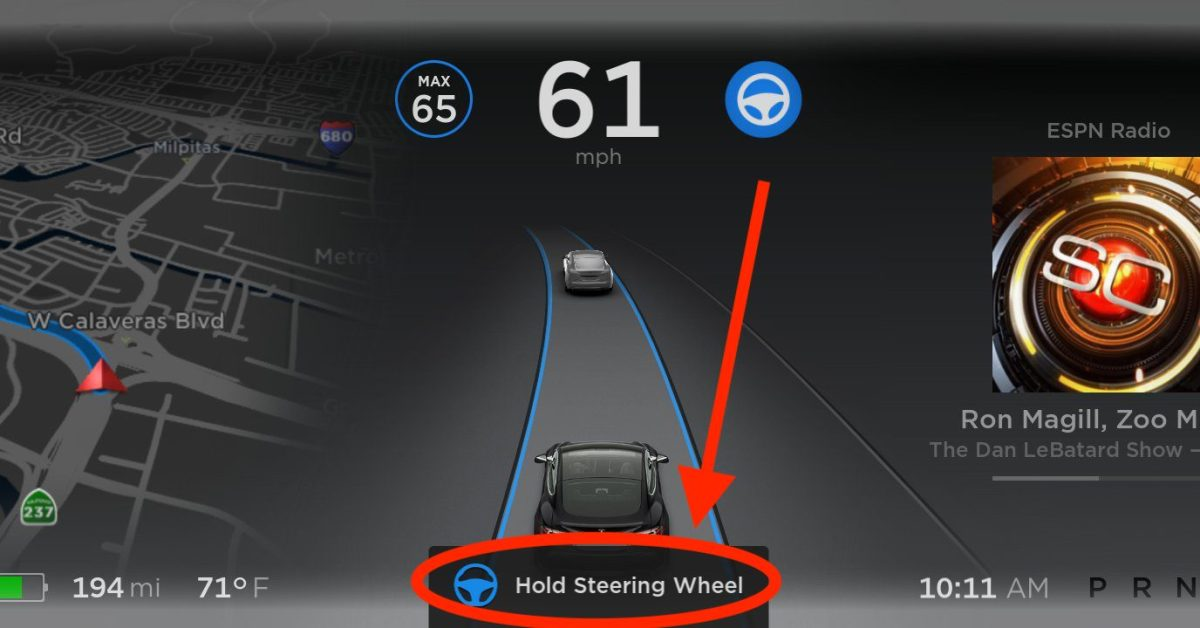 MAX
65
61
mph
Rd
680
Milpitas
Metro
W Calaveras Blvd
237
ESPN Radio
SC
Ron Magill, Zoo M
The Dan LeBatard Show –
Hold Steering Wheel
194 mi
71° F
10:11 AM
P R N